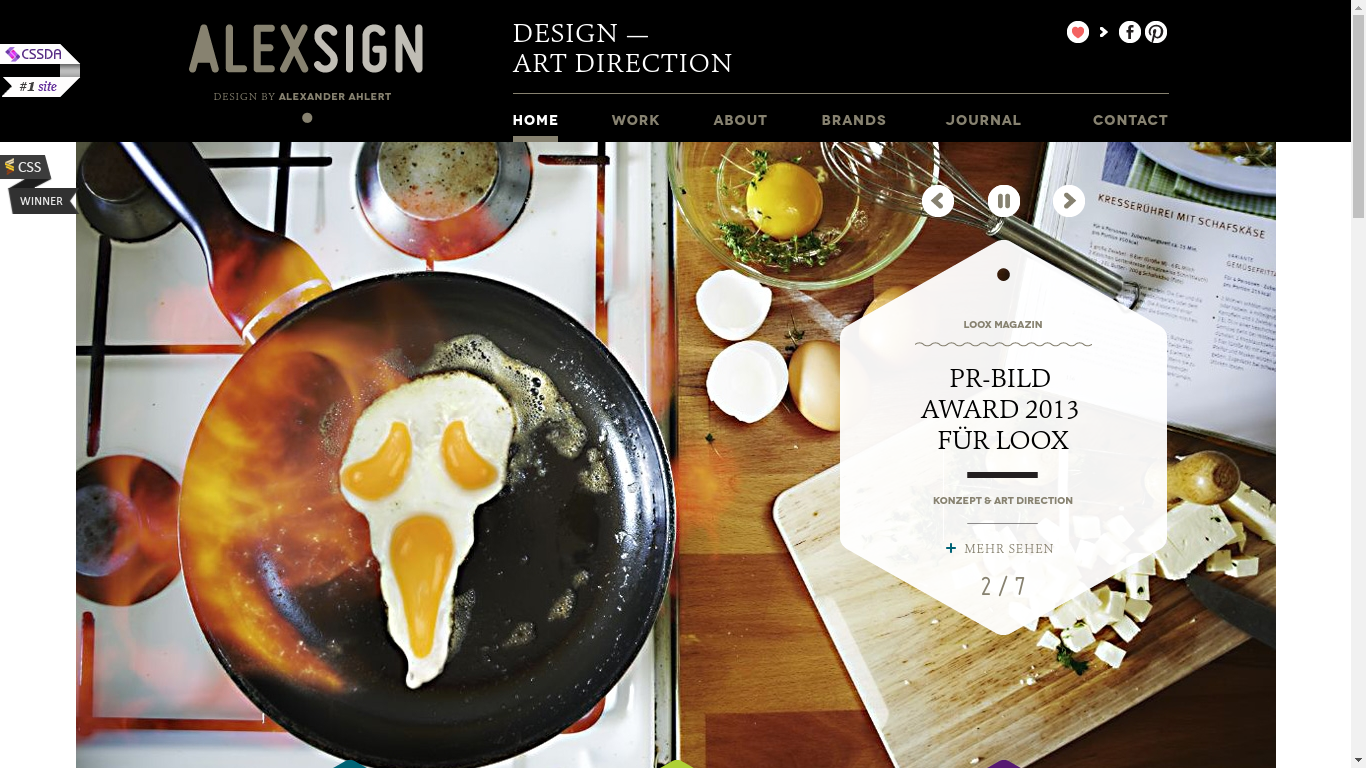 CSSDA
#1 site
ALEXSIGN
DESIGN BY ALEXANDER AHLERT
DESIGN —
ART DIRECTION
HOME WORK ABOUT BRANDS JOURNAL CONTACT
CSS
WINNER
KRESSERÜHREI MIT SCHAFSKÄSE
LOOX MAGAZIN
PR-BILD
AWARD 2013
FÜR LOOX
KONZEPT & ART DIRECTION
+ MEHR SEHEN
2 / 7